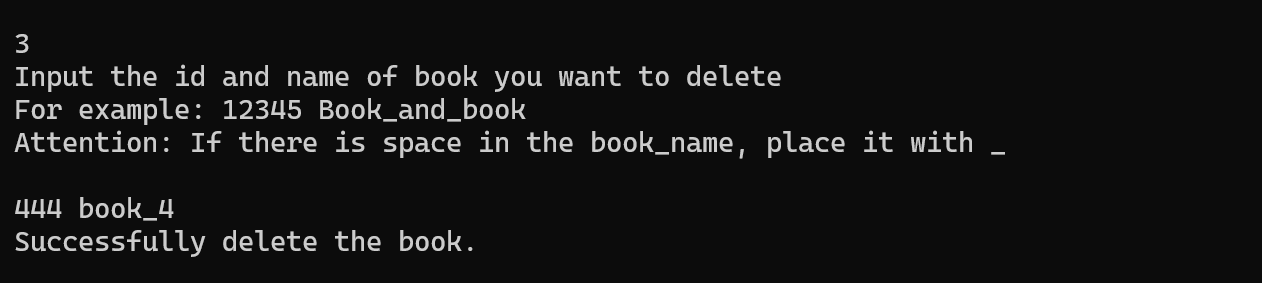 3
Input the id and name of book you want to delete
For example: 12345 Book_and_book
Attention: If there is space in the book_name, place it with _
444 book_4
Successfully delete the book.